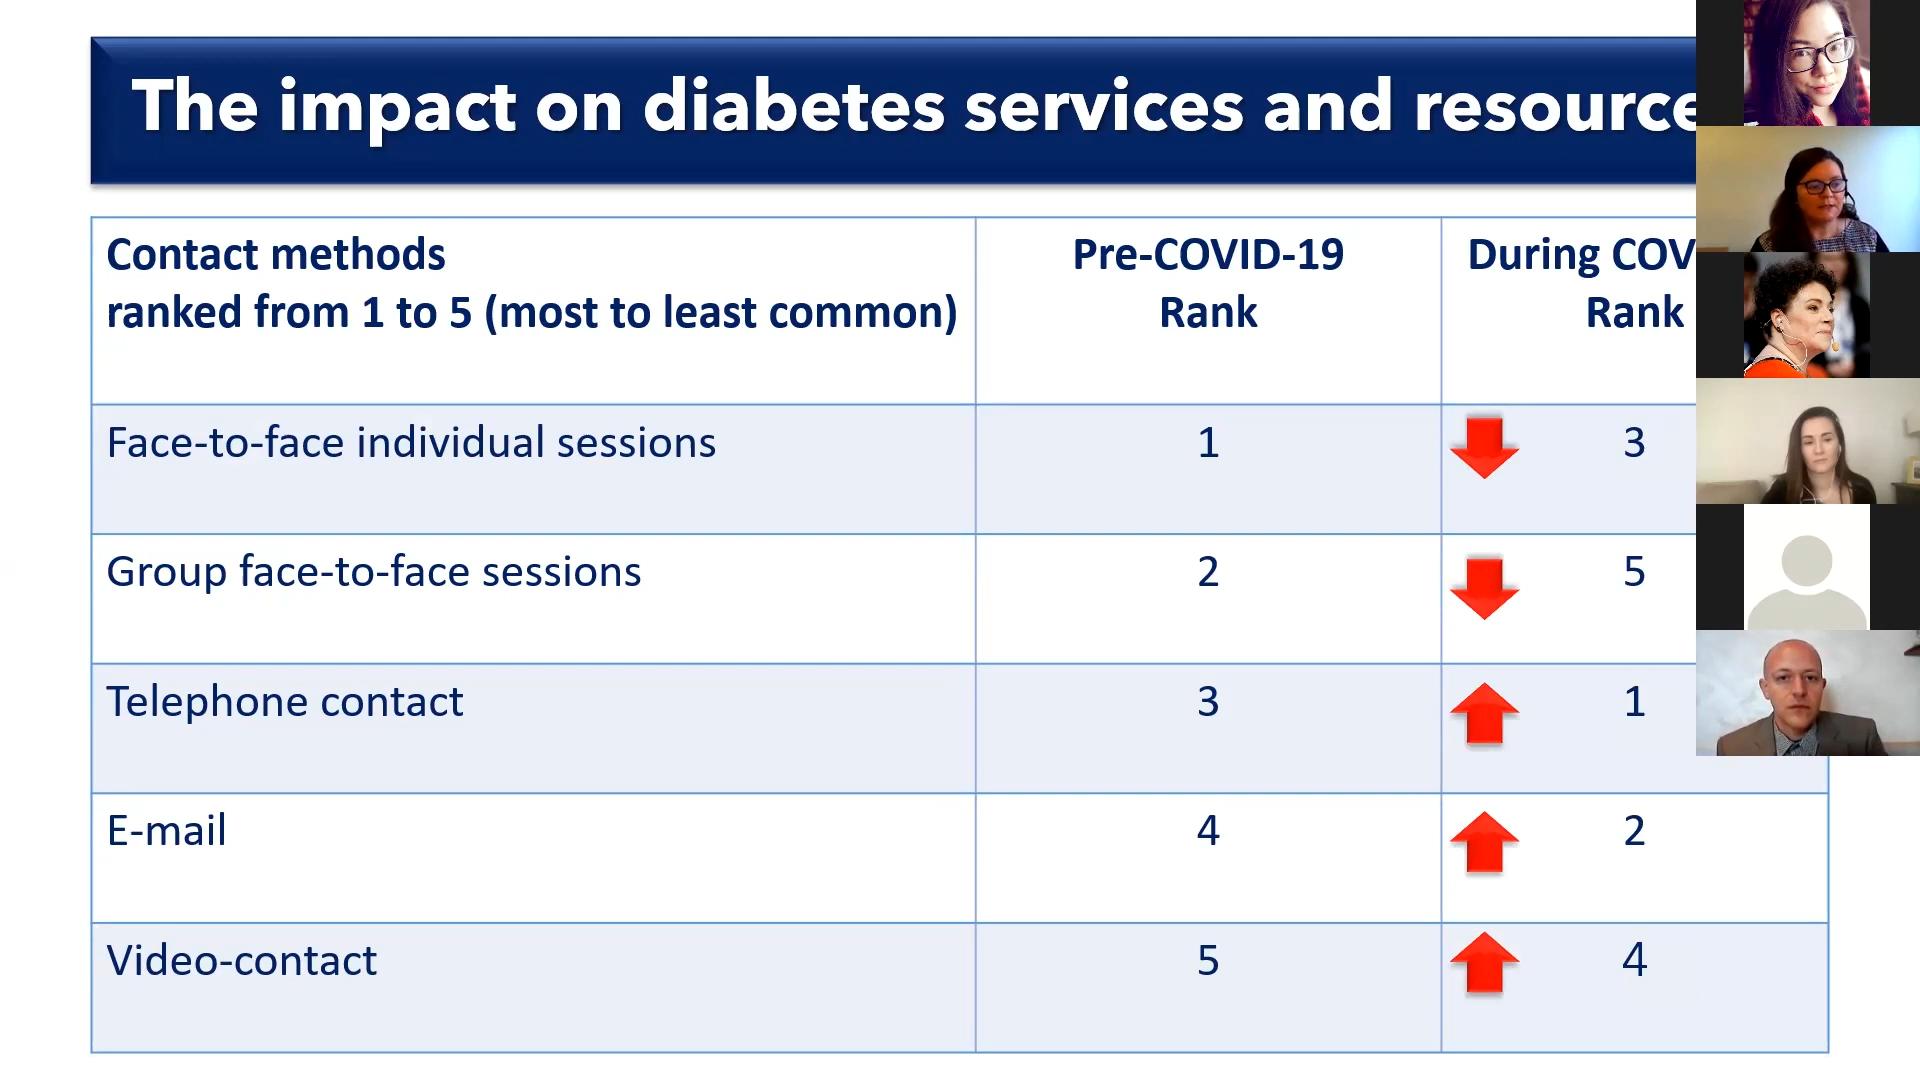 The impact on diabetes services and resource
Contact methods
ranked from 1 to 5 (most to least common)
Pre-COVID-19
Rank
During COV
Rank
Face-to-face individual sessions 1 3
Group face-to-face sessions 2 5
Telephone contact 3 1
E-mail 4 2
Video-contact 5 4